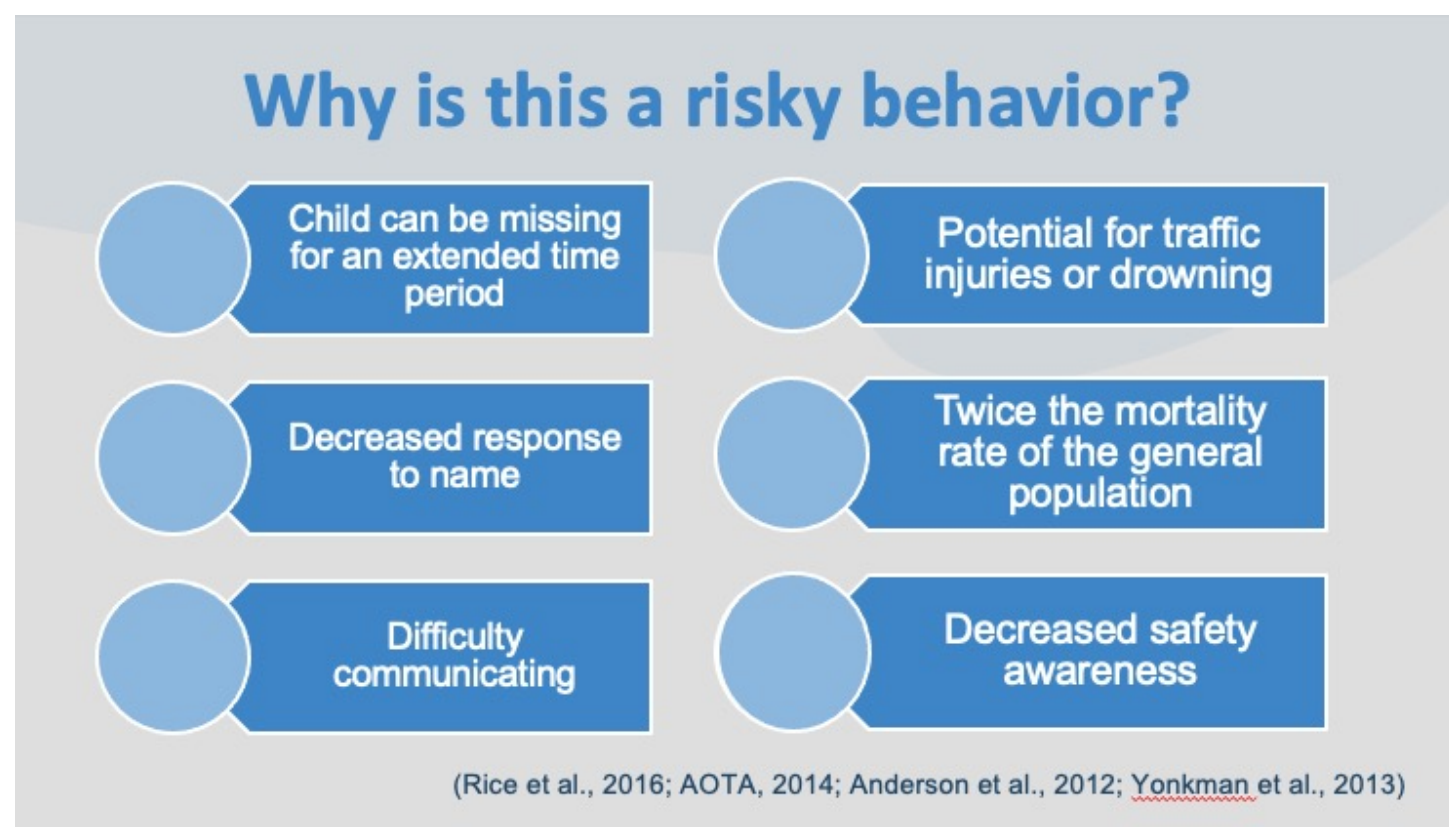 Why is this a risky behavior?
Child can be missing
for an extended time
period
Potential for traffic
injuries or drowning
Decreased response
to name
Twice the mortality
rate of the general
population
Difficulty
communicating
Decreased safety
awareness
(Rice et al., 2016; AOTA, 2014; Anderson et al., 2012; Yonkman et al., 2013)